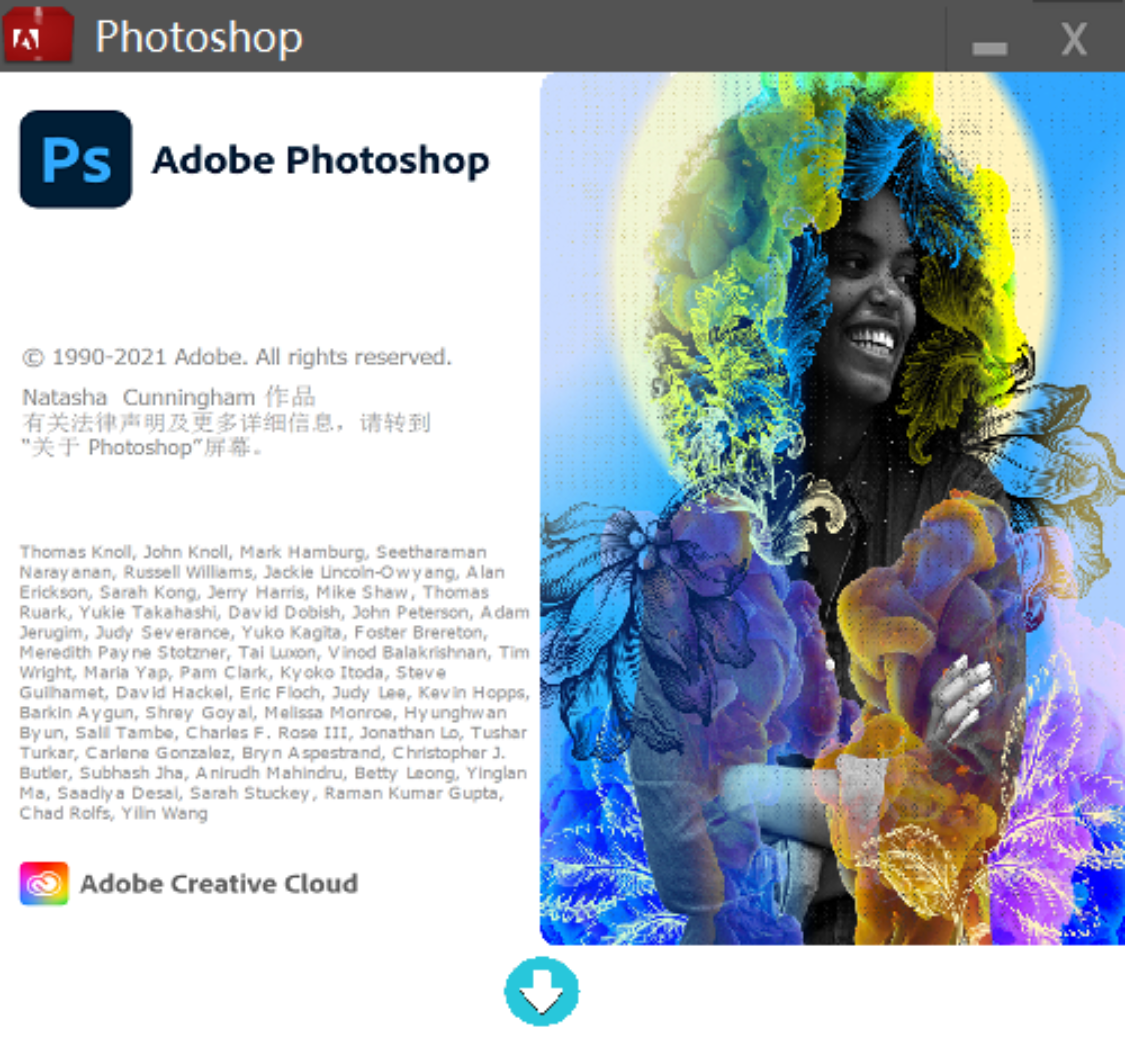 Photoshop
X
Ps
Adobe Photoshop
© 1990-2021 Adobe. All rights reserved.
Natasha Cunningham 作品
有关法律声明及更多详细信息，请转到
“关于 Photoshop”屏幕。
Thomas Knoll, John Knoll, Mark Hamburg, Seetharaman
Narayanan, Russell Williams, Jackie Lincoln-Owyang, Alan
Erickson, Sarah Kong, Jerry Harris, Mike Shaw, Thomas
Ruark, Yukie Takahashi, David Dobish, John Peterson, Adam
Jerugim, Judy Severance, Yuko Kagita, Foster Brereton,
Meredith Payne Stotzner, Tai Luxon, Vinod Balakrishnan, Tim
Wright, Maria Yap, Pam Clark, Kyoko Itoda, Steve
Guilhamet, David Hackel, Eric Floch, Judy Lee, Kevin Hopps,
Barkin Aygun, Shrey Goyal, Melissa Monroe, Hyunghwan
Byun, Salil Tambe, Charles F. Rose III, Jonathan Lo, Tushar
Turkar, Carlene Gonzalez, Bryn Aspestrand, Christopher J.
Butler, Subhash Jha, Anirudh Mahindru, Betty Leong, Yinglan
Ma, Saadiya Desai, Sarah Stuckey, Raman Kumar Gupta,
Chad Rolfs, Yilin Wang
Adobe Creative Cloud